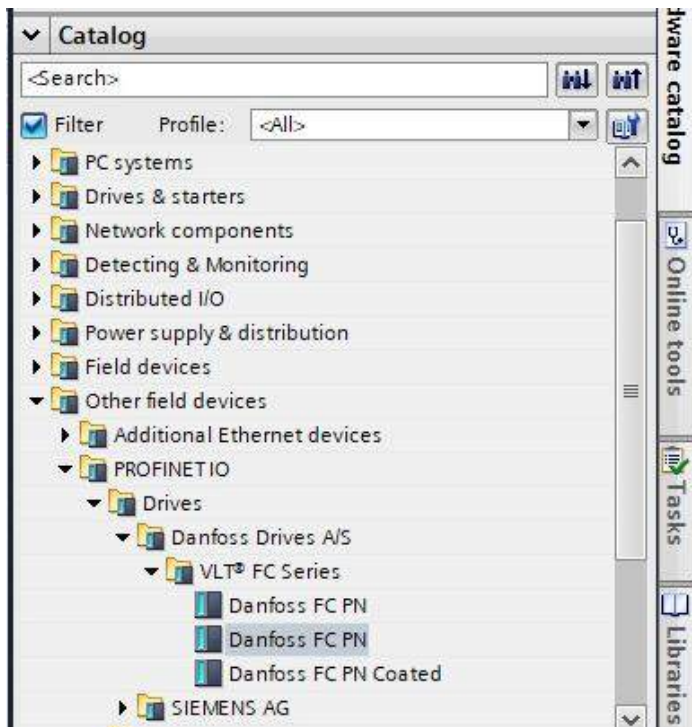 Catalog
<Search>
Filter Profile: <All>
PC systems
Drives & starters
Network components
Detecting & Monitoring
Distributed I/O
Power supply & distribution
Field devices
Other field devices
Additional Ethernet devices
PROFINET IO
Drives
Danfoss Drives A/S
VLT® FC Series
Danfoss FC PN
Danfoss FC PN
Danfoss FC PN Coated
SIEMENS AG
dware catalog
Online tools
Tasks
Libraries